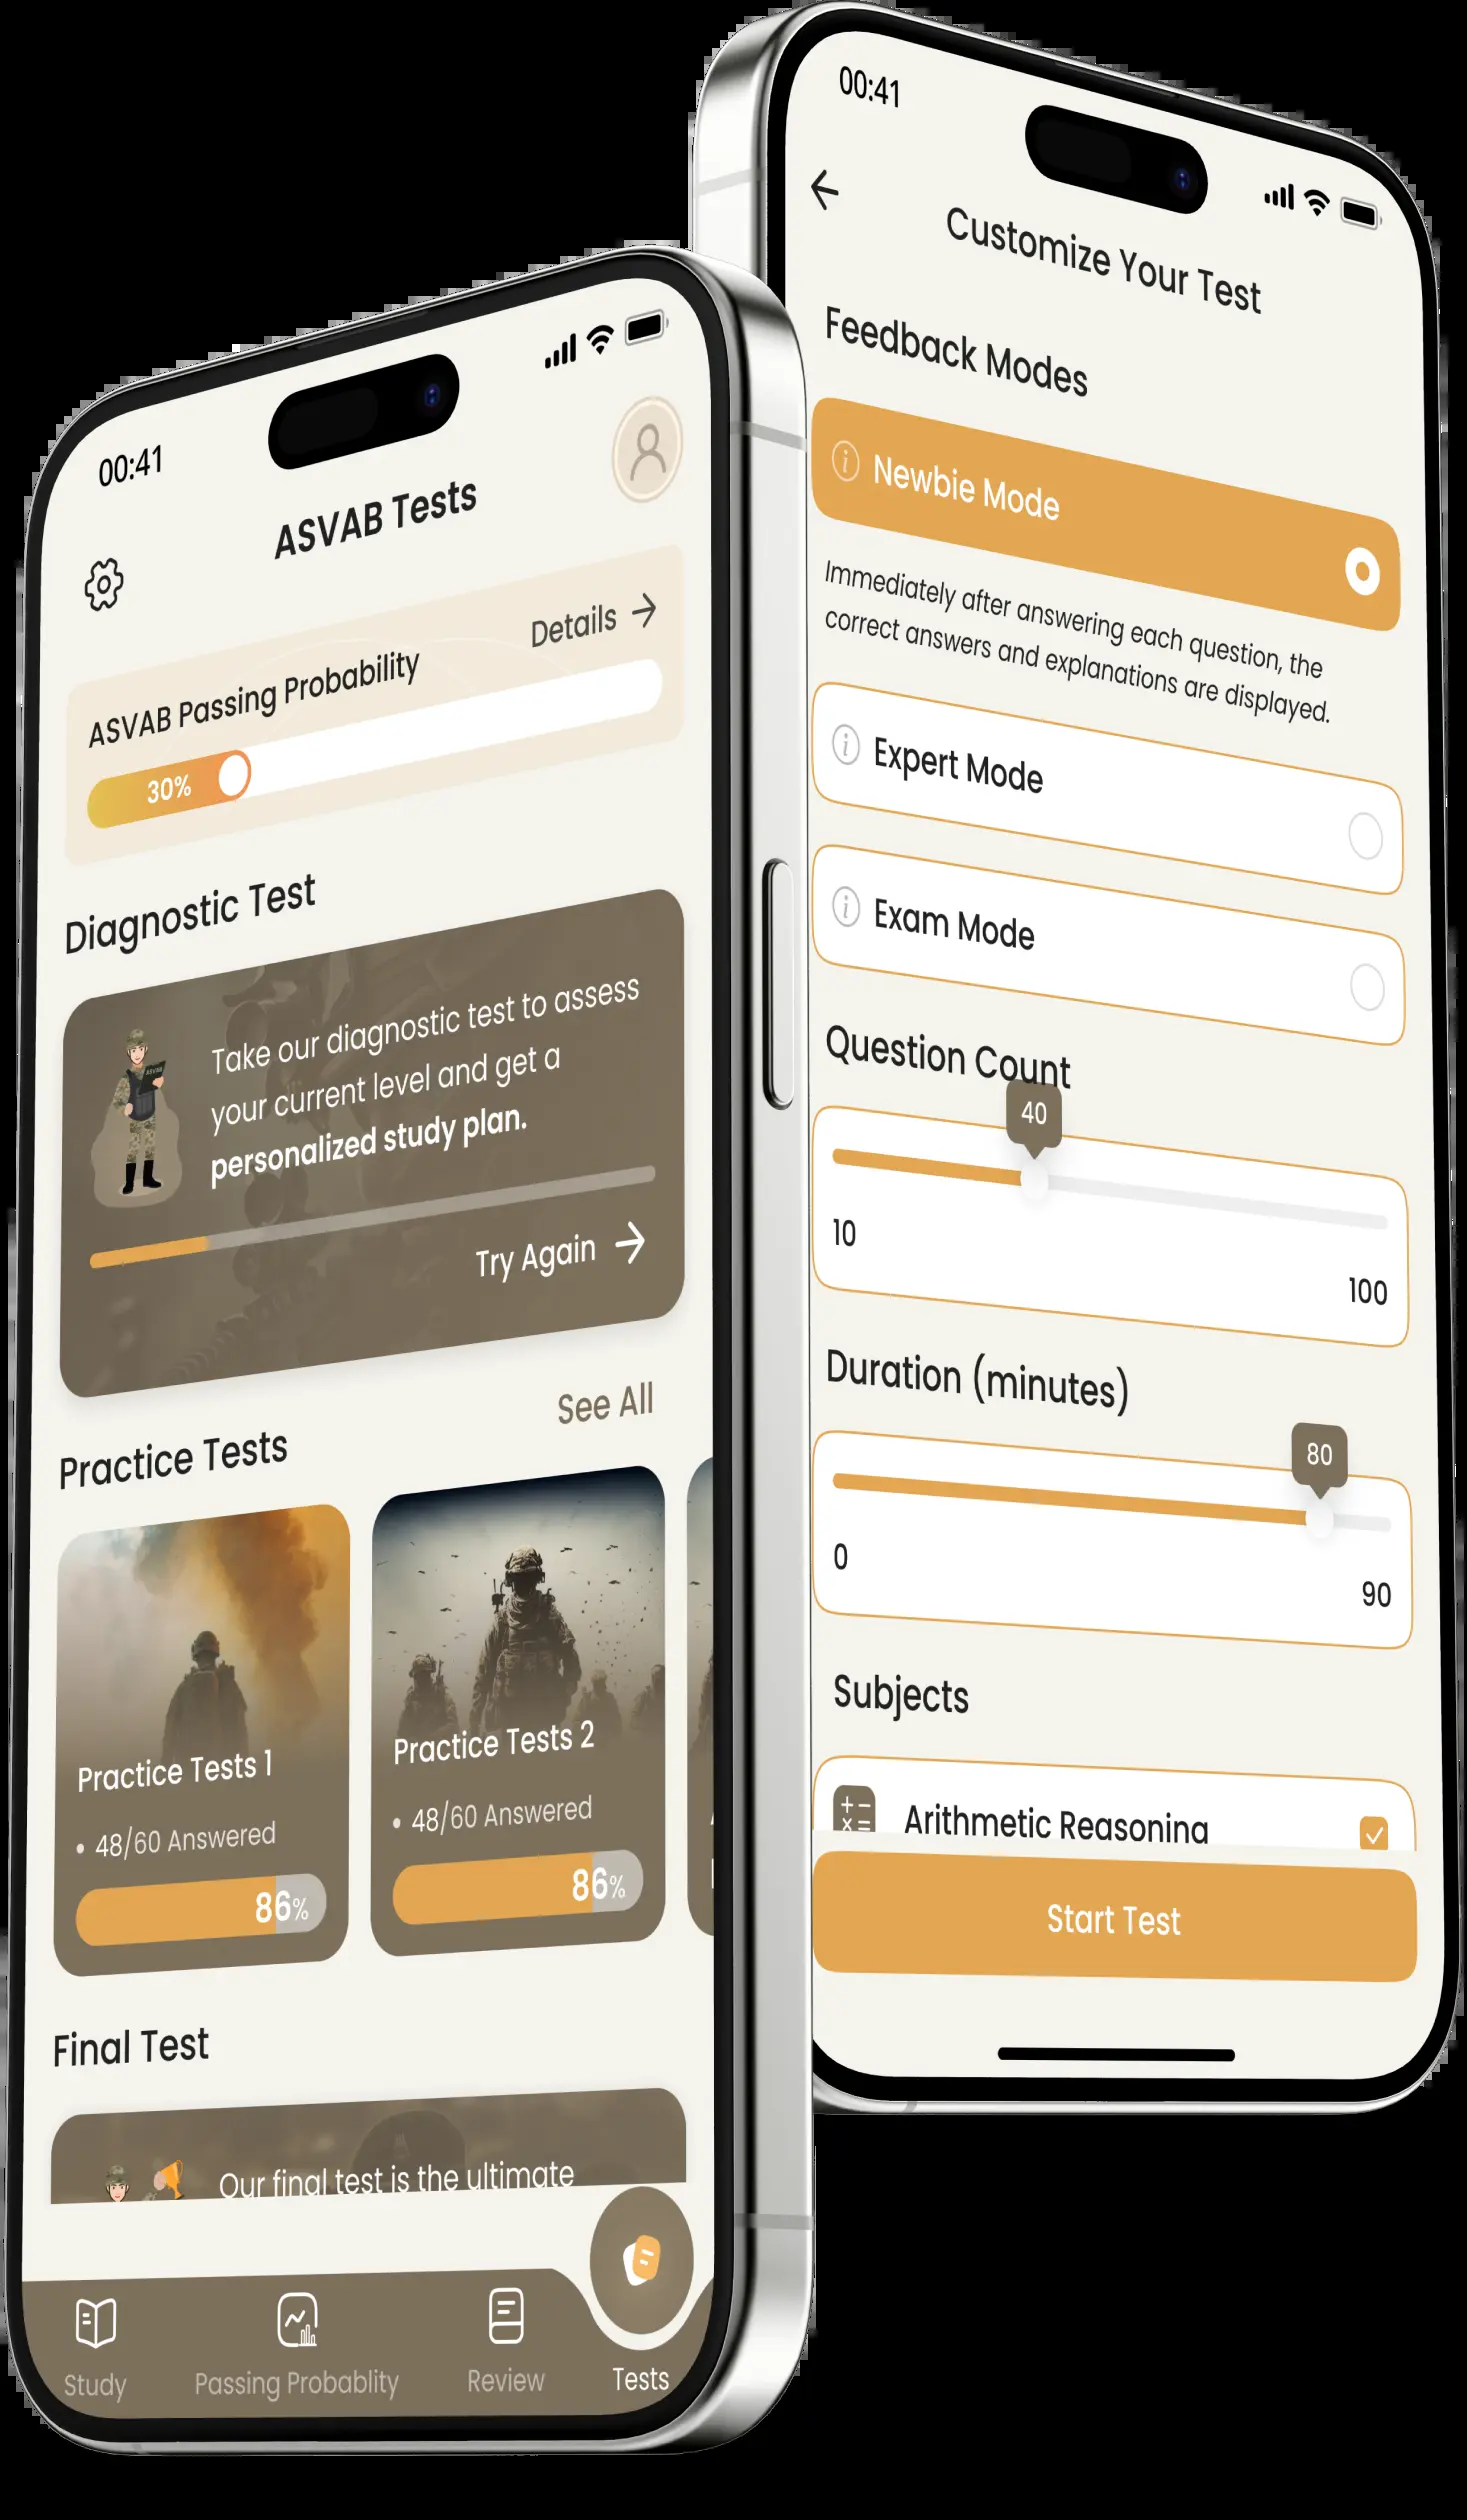 00:41
ASVAB Tests
Details
ASVAB Passing Probability
30%
Diagnostic Test
ASVAB
Take our diagnostic test to assess
your current level and get a
personalized study plan.
Try Again
See All
Practice Tests
Practice Tests 1
• 48/60 Answered
86%
Practice Tests 2
• 48/60 Answered
86%
Final Test
Our final test is the ultimate
Study
Passing Probablity
Review
Tests
00:41
Customize Your Test
Feedback Modes
i Newbie Mode
Immediately after answering each question, the
correct answers and explanations are displayed.
i Expert Mode
i Exam Mode
Question Count
40
10
100
Duration (minutes)
80
0
90
Subjects
Arithmetic Reasoning
Start Test